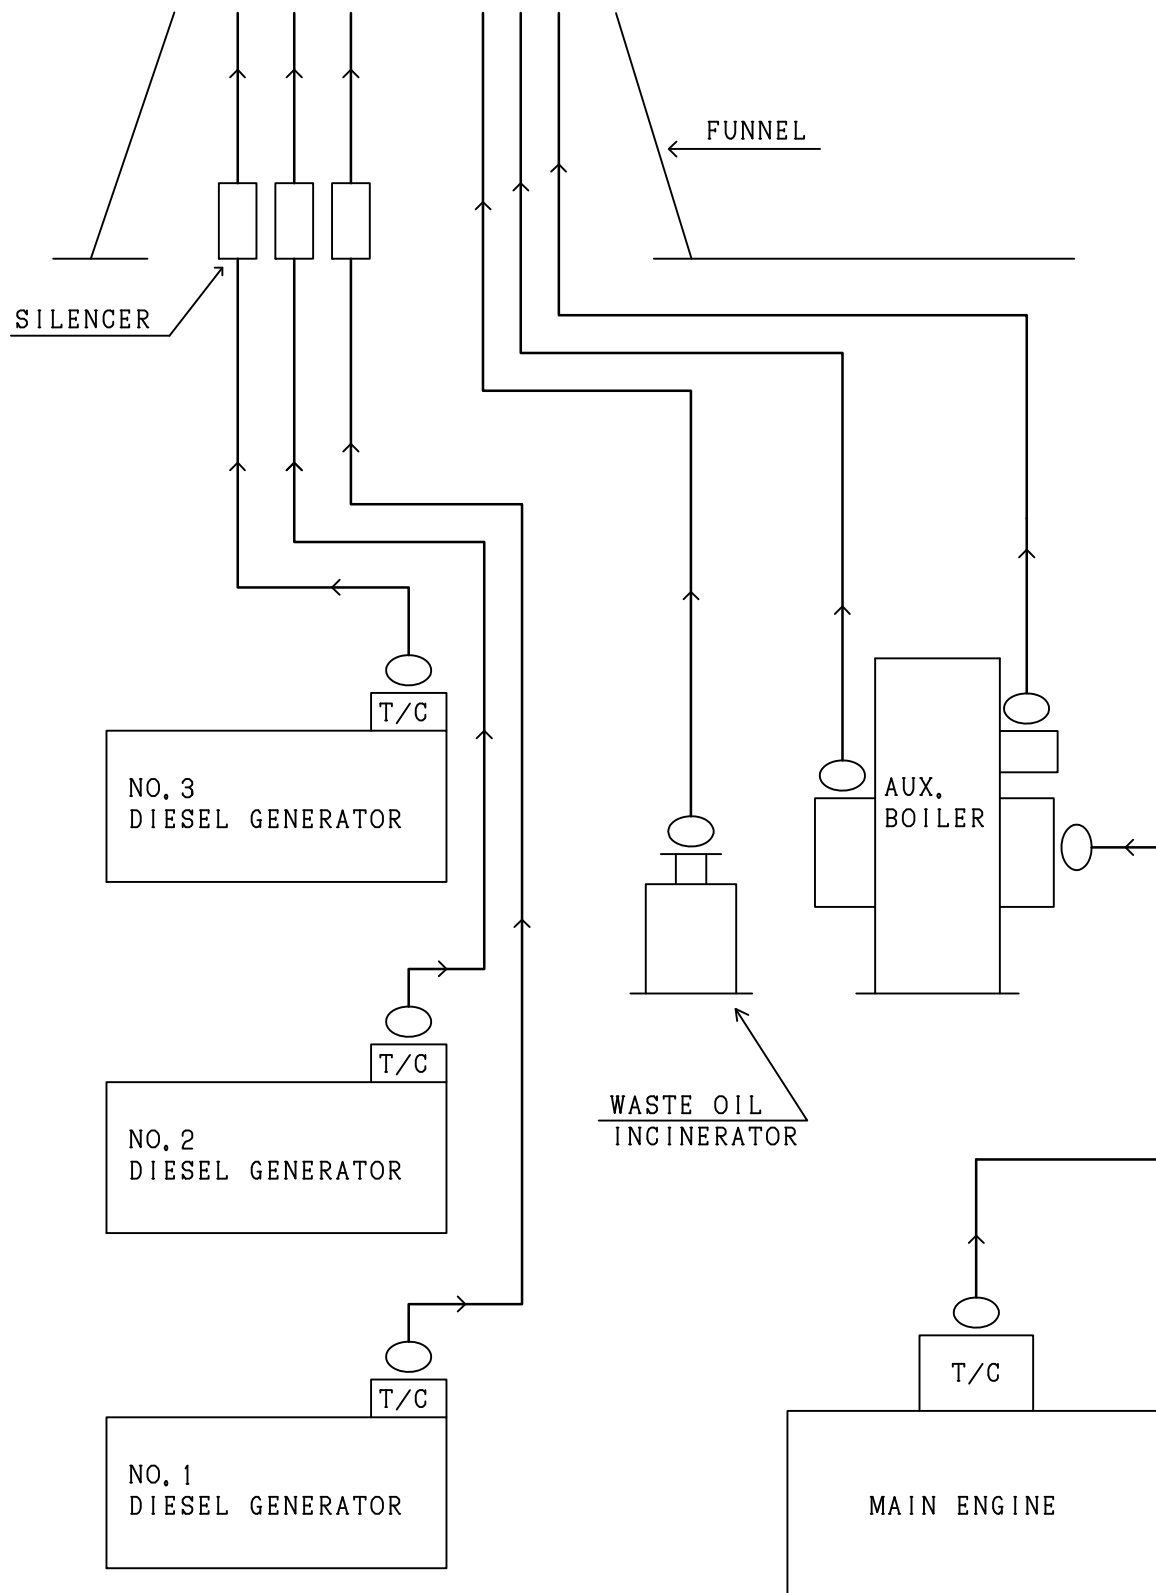 FUNNEL
SILENCER
T/C
NO. 3
DIESEL GENERATOR
AUX.
BOILER
T/C
NO. 2
DIESEL GENERATOR
WASTE OIL
INCINERATOR
T/C
NO. 1
DIESEL GENERATOR
T/C
MAIN ENGINE